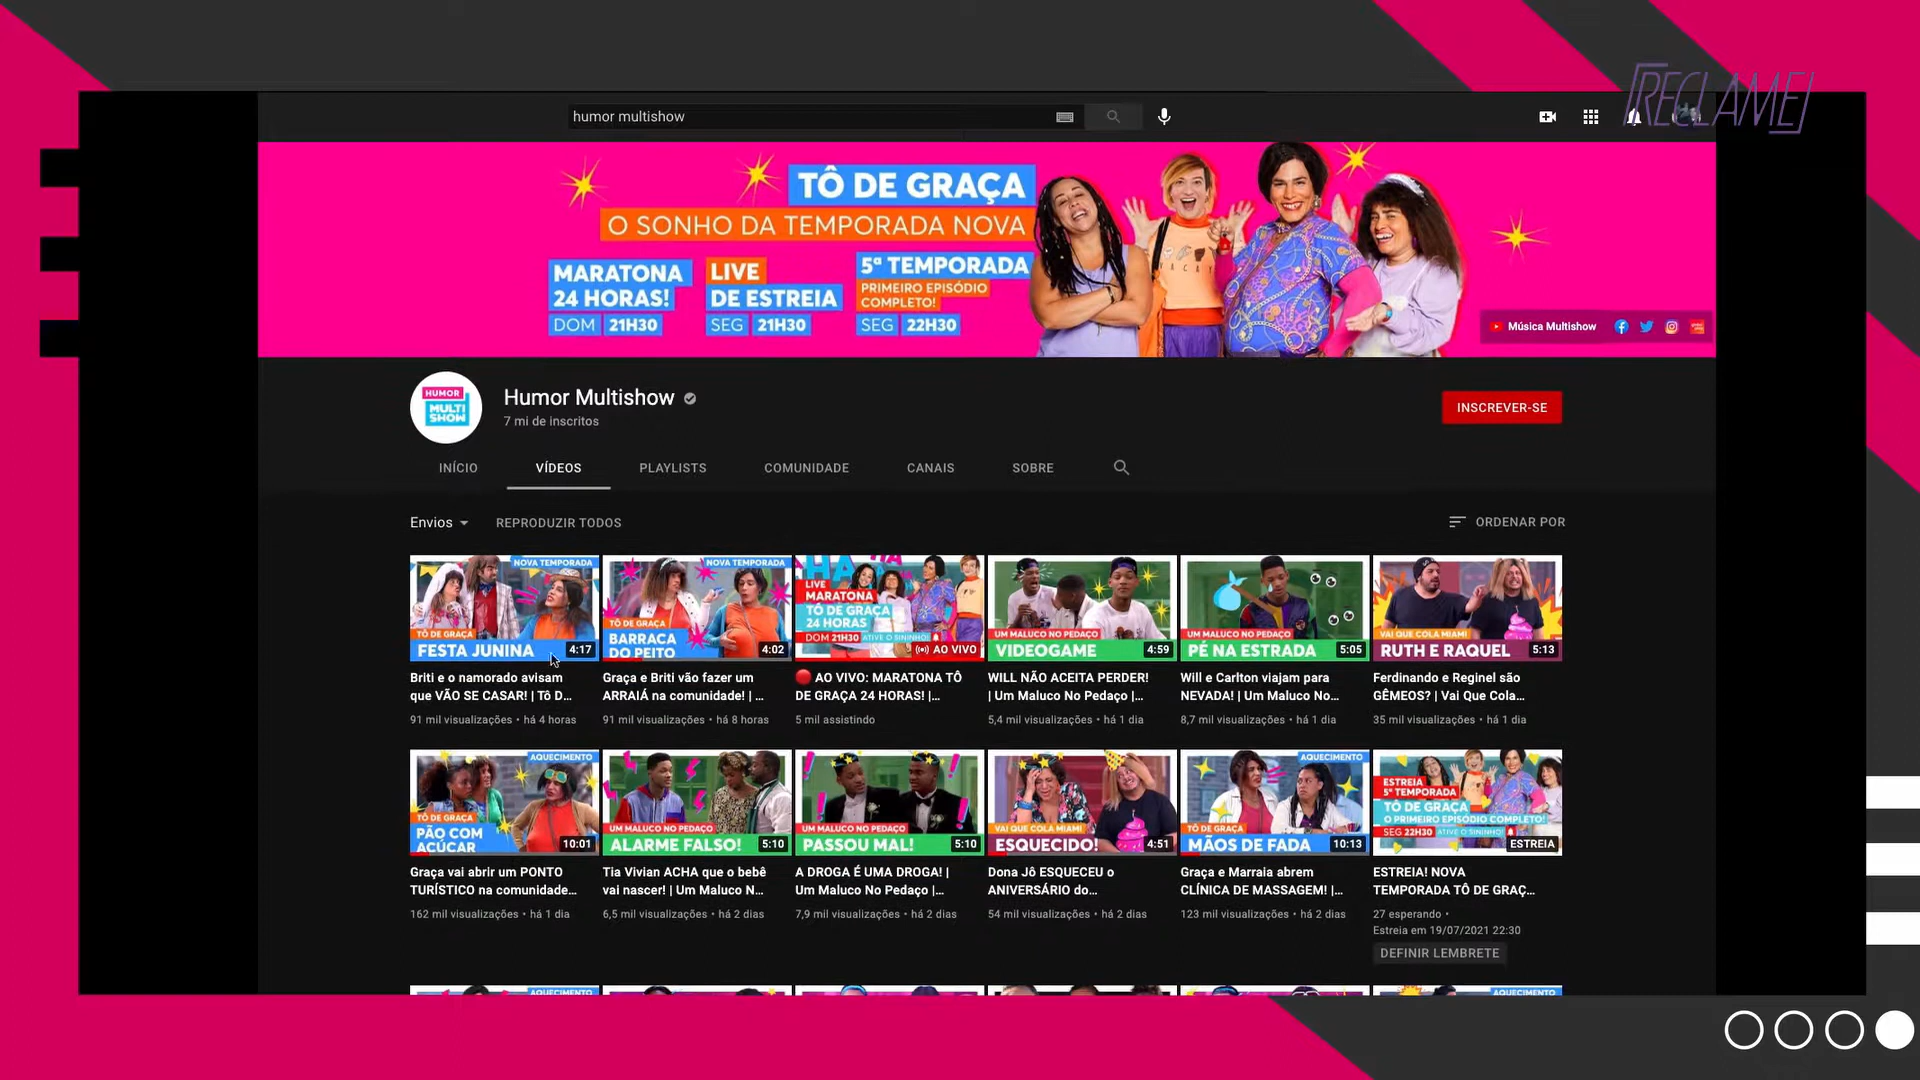 [RECLAME]
humor multishow
TÔ DE GRAÇA
O SONHO DA TEMPORADA NOVA
MARATONA
24 HORAS!
DOM 21H30
LIVE
DE ESTREIA
SEG 21H30
5ª TEMPORADA
PRIMEIRO EPISÓDIO
COMPLETO!
SEG 22H30
Música Multishow
HUMOR
MULTI
SHOW
Humor Multishow
7 mi de inscritos
INSCREVER-SE
INÍCIO VÍDEOS PLAYLISTS COMUNIDADE CANAIS SOBRE
Envios REPRODUZIR TODOS ORDENAR POR
NOVA TEMPORADA
TÔ DE GRAÇA
FESTA JUNINA
4:17
Briti e o namorado avisam
que VÃO SE CASAR! | Tô D...
91 mil visualizações • há 4 horas
NOVA TEMPORADA
TÔ DE GRAÇA
BARRACA
DO PEITO
4:02
Graça e Briti vão fazer um
ARRAIÁ na comunidade! | ...
91 mil visualizações • há 8 horas
HA HA
LIVE
MARATONA
TÔ DE GRAÇA
24 HORAS
DOM 21H30 ATIVE O SININHO!
AO VIVO
AO VIVO: MARATONA TÔ
DE GRAÇA 24 HORAS! |...
5 mil assistindo
UM MALUCO NO PEDAÇO
VIDEOGAME
4:59
WILL NÃO ACEITA PERDER!
| Um Maluco No Pedaço |...
5,4 mil visualizações • há 1 dia
UM MALUCO NO PEDAÇO
PÉ NA ESTRADA
5:05
Will e Carlton viajam para
NEVADA! | Um Maluco No...
8,7 mil visualizações • há 1 dia
VAI QUE COLA MIAMI
RUTH E RAQUEL
5:13
Ferdinando e Reginel são
GÊMEOS? | Vai Que Cola...
35 mil visualizações • há 1 dia
AQUECIMENTO
TÔ DE GRAÇA
PÃO COM
AÇÚCAR
10:01
Graça vai abrir um PONTO
TURÍSTICO na comunidade...
162 mil visualizações • há 1 dia
UM MALUCO NO PEDAÇO
ALARME FALSO!
5:10
Tia Vivian ACHA que o bebê
vai nascer! | Um Maluco N...
6,5 mil visualizações • há 2 dias
UM MALUCO NO PEDAÇO
PASSOU MAL!
5:10
A DROGA É UMA DROGA! |
Um Maluco No Pedaço |...
7,9 mil visualizações • há 2 dias
VAI QUE COLA MIAMI
ESQUECIDO!
4:51
Dona Jô ESQUECEU o
ANIVERSÁRIO do...
54 mil visualizações • há 2 dias
AQUECIMENTO
TÔ DE GRAÇA
MÃOS DE FADA
10:13
Graça e Marraia abrem
CLÍNICA DE MASSAGEM! |...
123 mil visualizações • há 2 dias
ESTREIA
5ª TEMPORADA
TÔ DE GRAÇA
O PRIMEIRO EPISÓDIO COMPLETO!
SEG 22H30 ATIVE O SININHO!
ESTREIA
ESTREIA! NOVA
TEMPORADA TÔ DE GRAÇ...
27 esperando •
Estreia em 19/07/2021 22:30
DEFINIR LEMBRETE
AQUECIMENTO
AQUECIMENTO